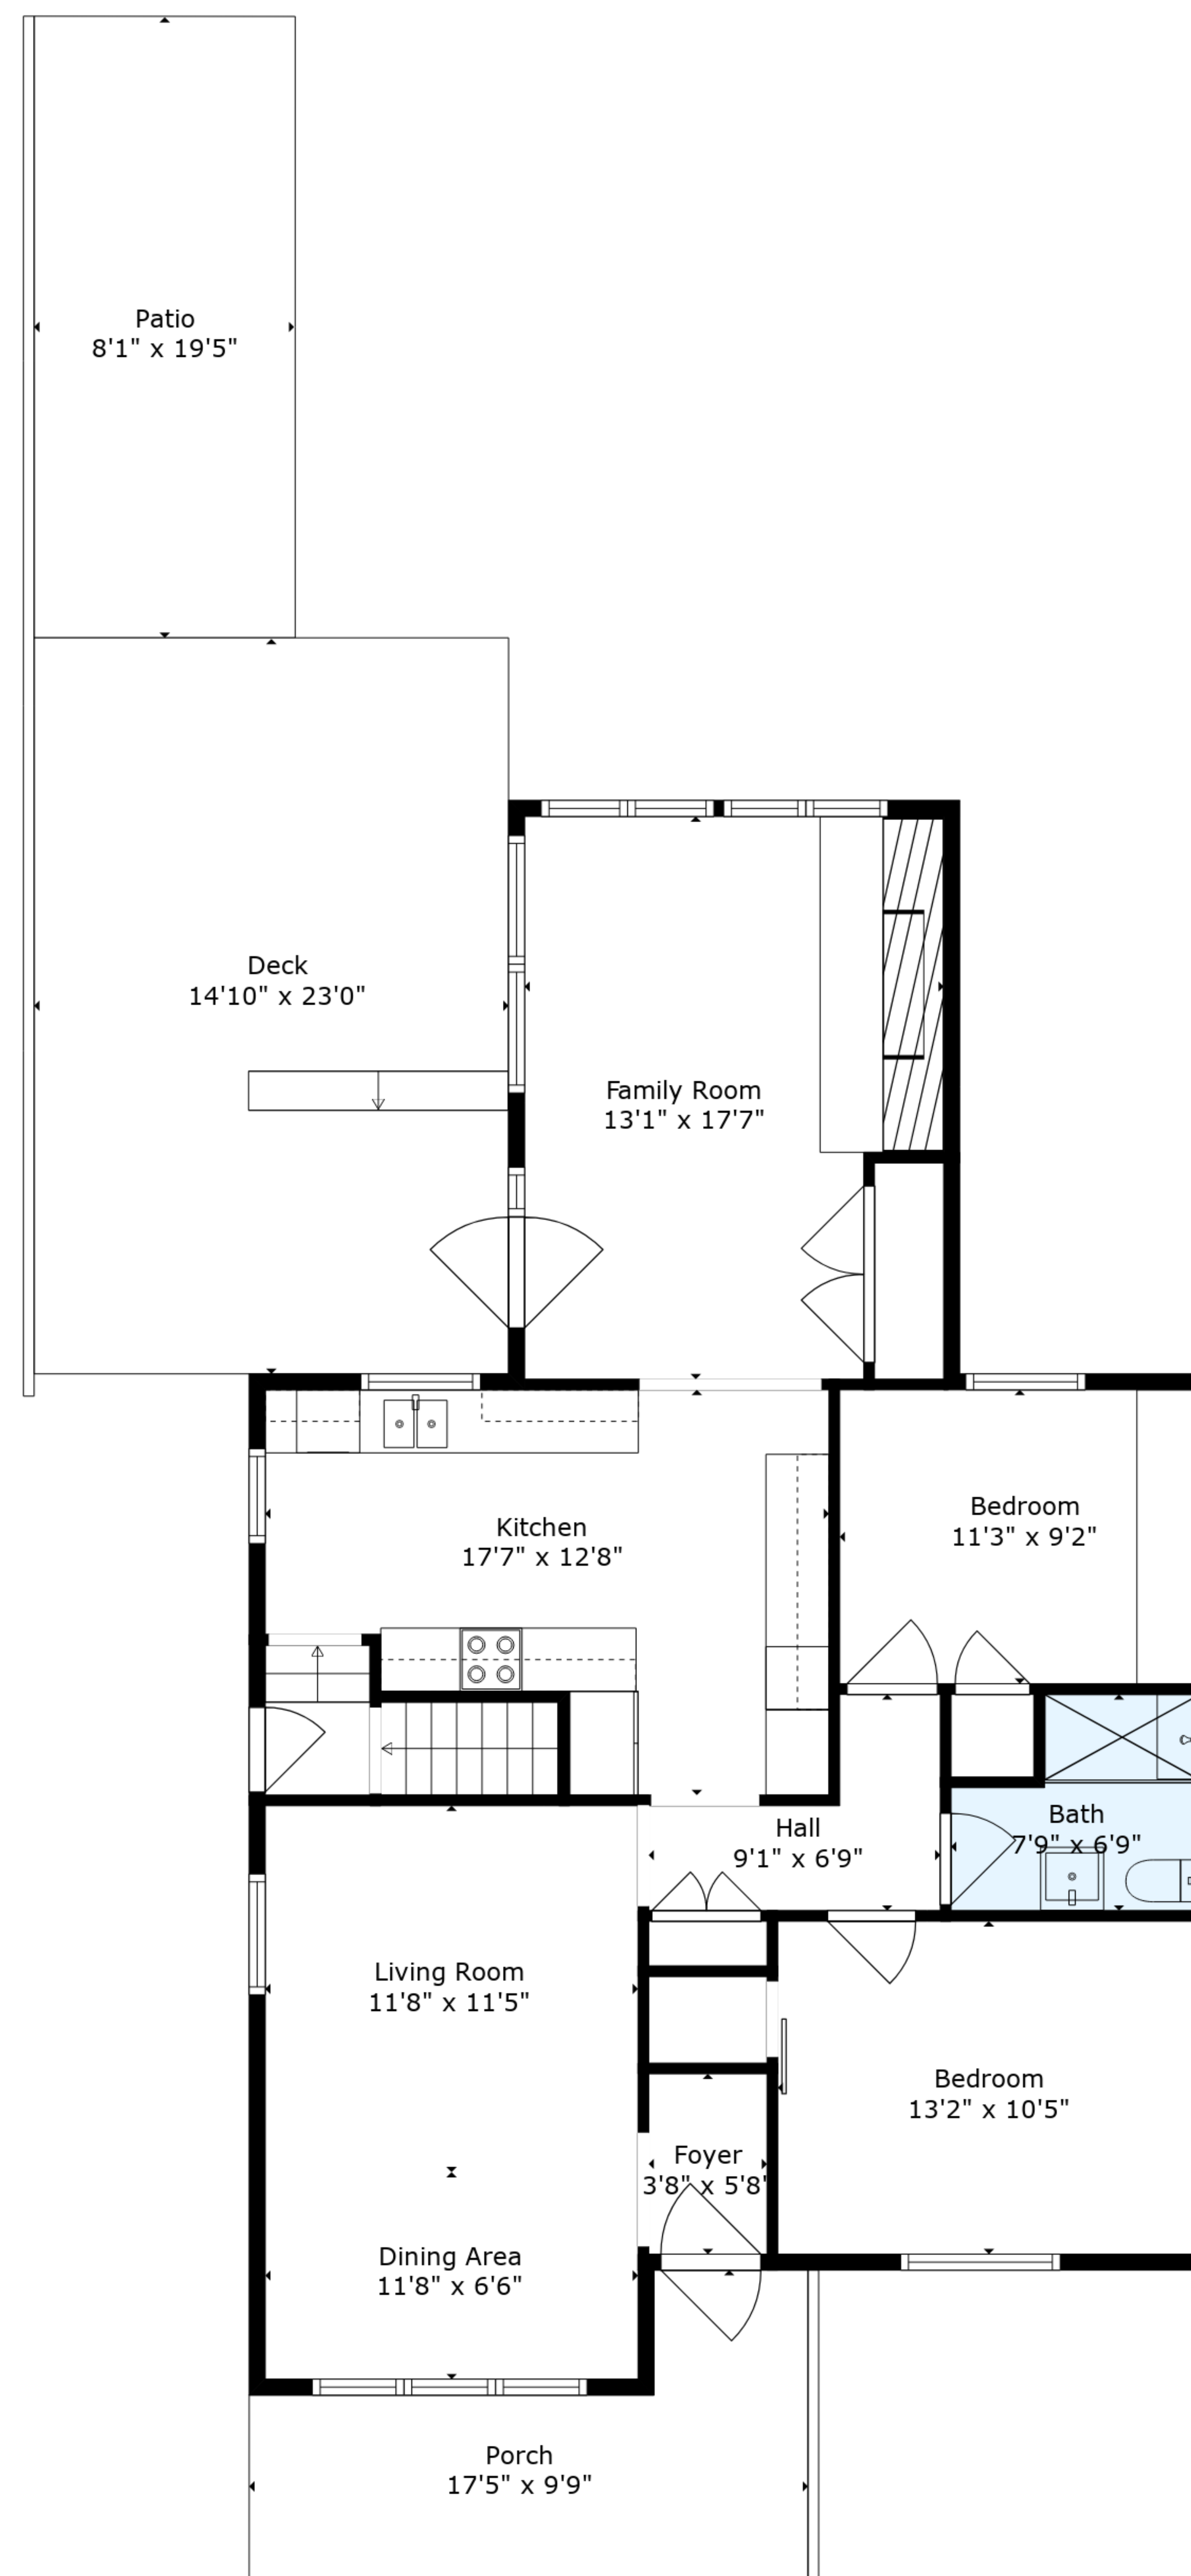 Patio
8'1" x 19'5"
Deck
14'10" x 23'0"
Family Room
13'1" x 17'7"
Kitchen
17'7" x 12'8"
Bedroom
11'3" x 9'2"
Hall
9'1" x 6'9"
Bath
7'9" x 6'9"
Living Room
11'8" x 11'5"
Bedroom
13'2" x 10'5"
Foyer
3'8" x 5'8"
Dining Area
11'8" x 6'6"
Porch
17'5" x 9'9"